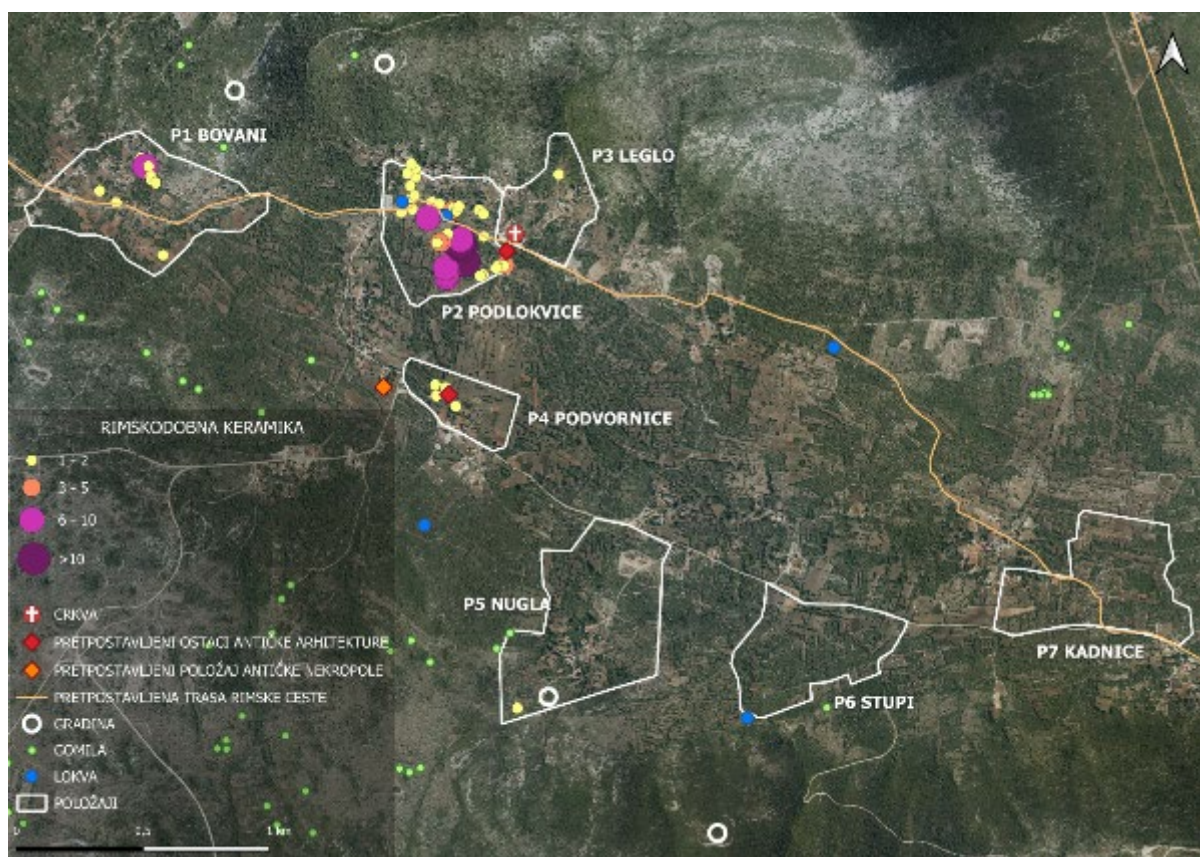 P1 BOVANI
P3 LEGLO
P2 PODLOKVICE
P4 PODVORNICE
RIMSKODOBNA KERAMIKA
1 - 2
3 - 5
6 - 10
>10
P5 NUGLA
CRKVA
PRETPOSTAVLJENI OSTACI ANTIČKE ARHITEKTURE
P7 KADNICE
PRETPOSTAVLJENI POLOŽAJ ANTIČKE NEKROPOLE
PRETPOSTAVLJENA TRASA RIMSKE CESTE
P6 STUPI
GRADINA
GOMILA
LOKVA
POLOŽAJI
0 0,5 1 km